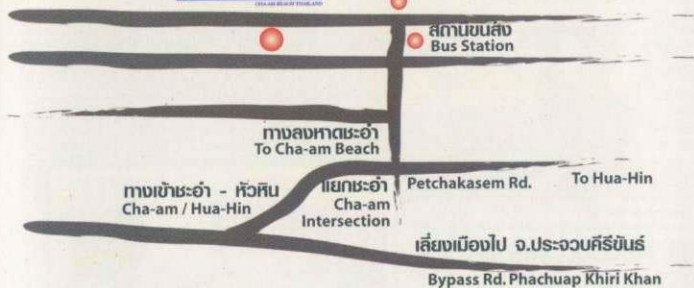 CHA-AM BEACH THAILAND
สถานีขนส่ง
Bus Station
ทางลงหาดชะอำ
To Cha-am Beach
ทางเข้าชะอำ - หัวหิน
Cha-am / Hua-Hin
แยกชะอำ
Cha-am
Intersection
Petchakasem Rd.
To Hua-Hin
เลี่ยงเมืองไป จ.ประจวบคีรีขันธ์
Bypass Rd. Phachuap Khiri Khan